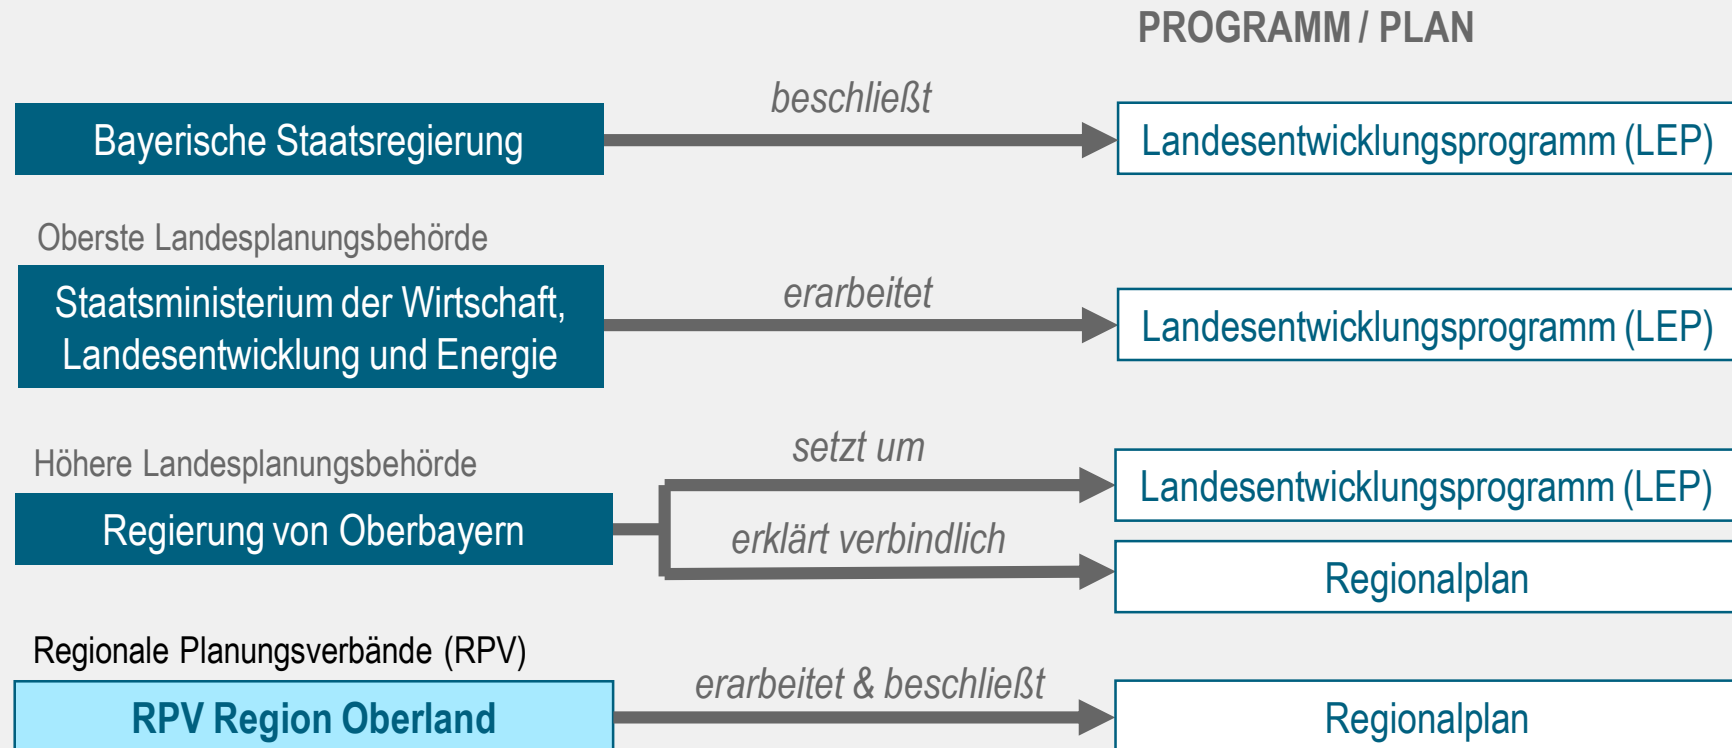 PROGRAMM / PLAN
beschließt
Bayerische Staatsregierung
Landesentwicklungsprogramm (LEP)
Oberste Landesplanungsbehörde
Staatsministerium der Wirtschaft,
Landesentwicklung und Energie
erarbeitet
Landesentwicklungsprogramm (LEP)
Höhere Landesplanungsbehörde
Regierung von Oberbayern
setzt um
Landesentwicklungsprogramm (LEP)
erklärt verbindlich
Regionalplan
Regionale Planungsverbände (RPV)
RPV Region Oberland
erarbeitet & beschließt
Regionalplan